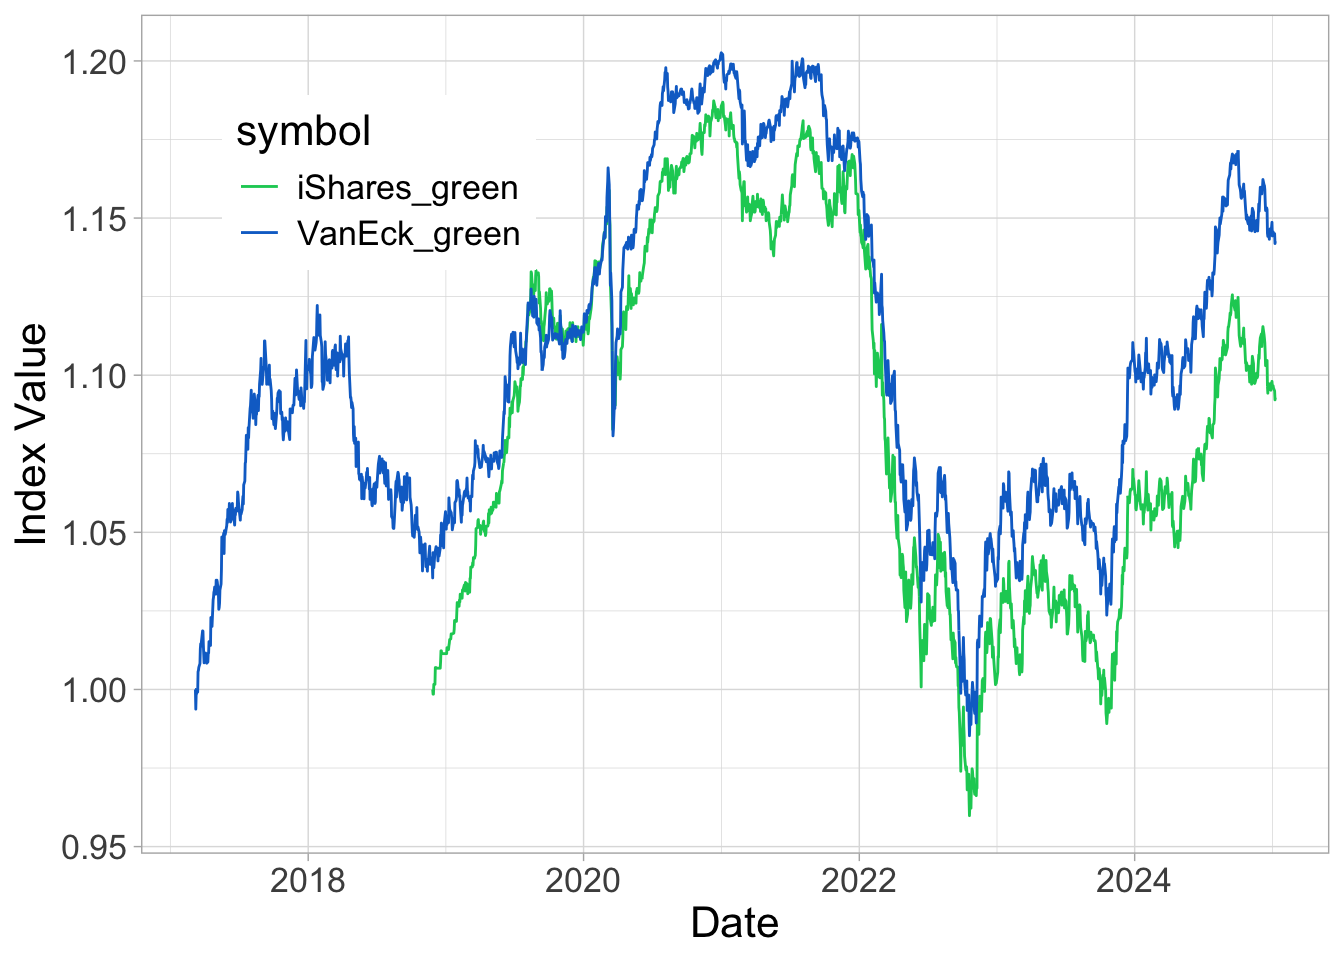 1.20
1.15
1.10
1.05
1.00
0.95
Index Value
symbol
iShares_green
VanEck_green
2018 2020 2022 2024
Date